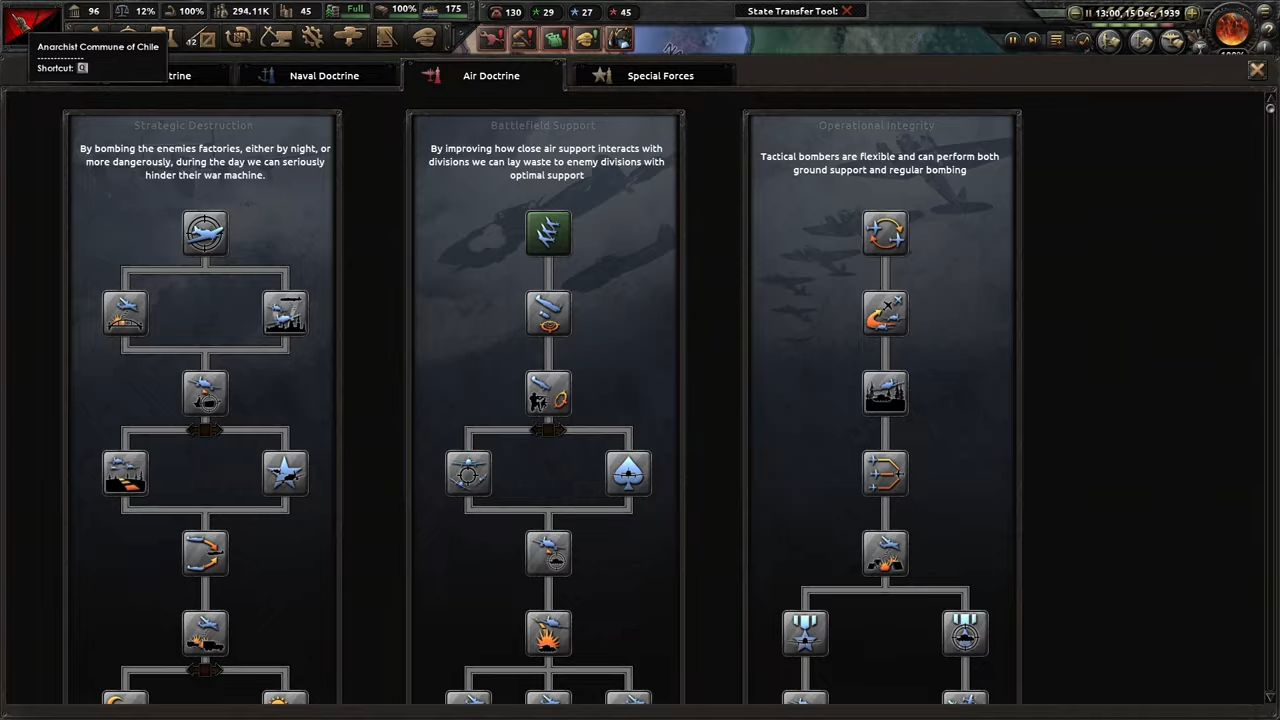 96
12%
100%
294.11K
45
Full
100%
175
130
29
27
45
State Transfer Tool:
13:00, 15 Dec, 1939
-12
100%
Anarchist Commune of Chile
--------------
Shortcut: Q
trine
Naval Doctrine
Air Doctrine
Special Forces
Strategic Destruction
By bombing the enemies factories, either by night, or
more dangerously, during the day we can seriously
hinder their war machine.
Battlefield Support
By improving how close air support interacts with
divisions we can lay waste to enemy divisions with
optimal support
Operational Integrity
Tactical bombers are flexible and can perform both
ground support and regular bombing